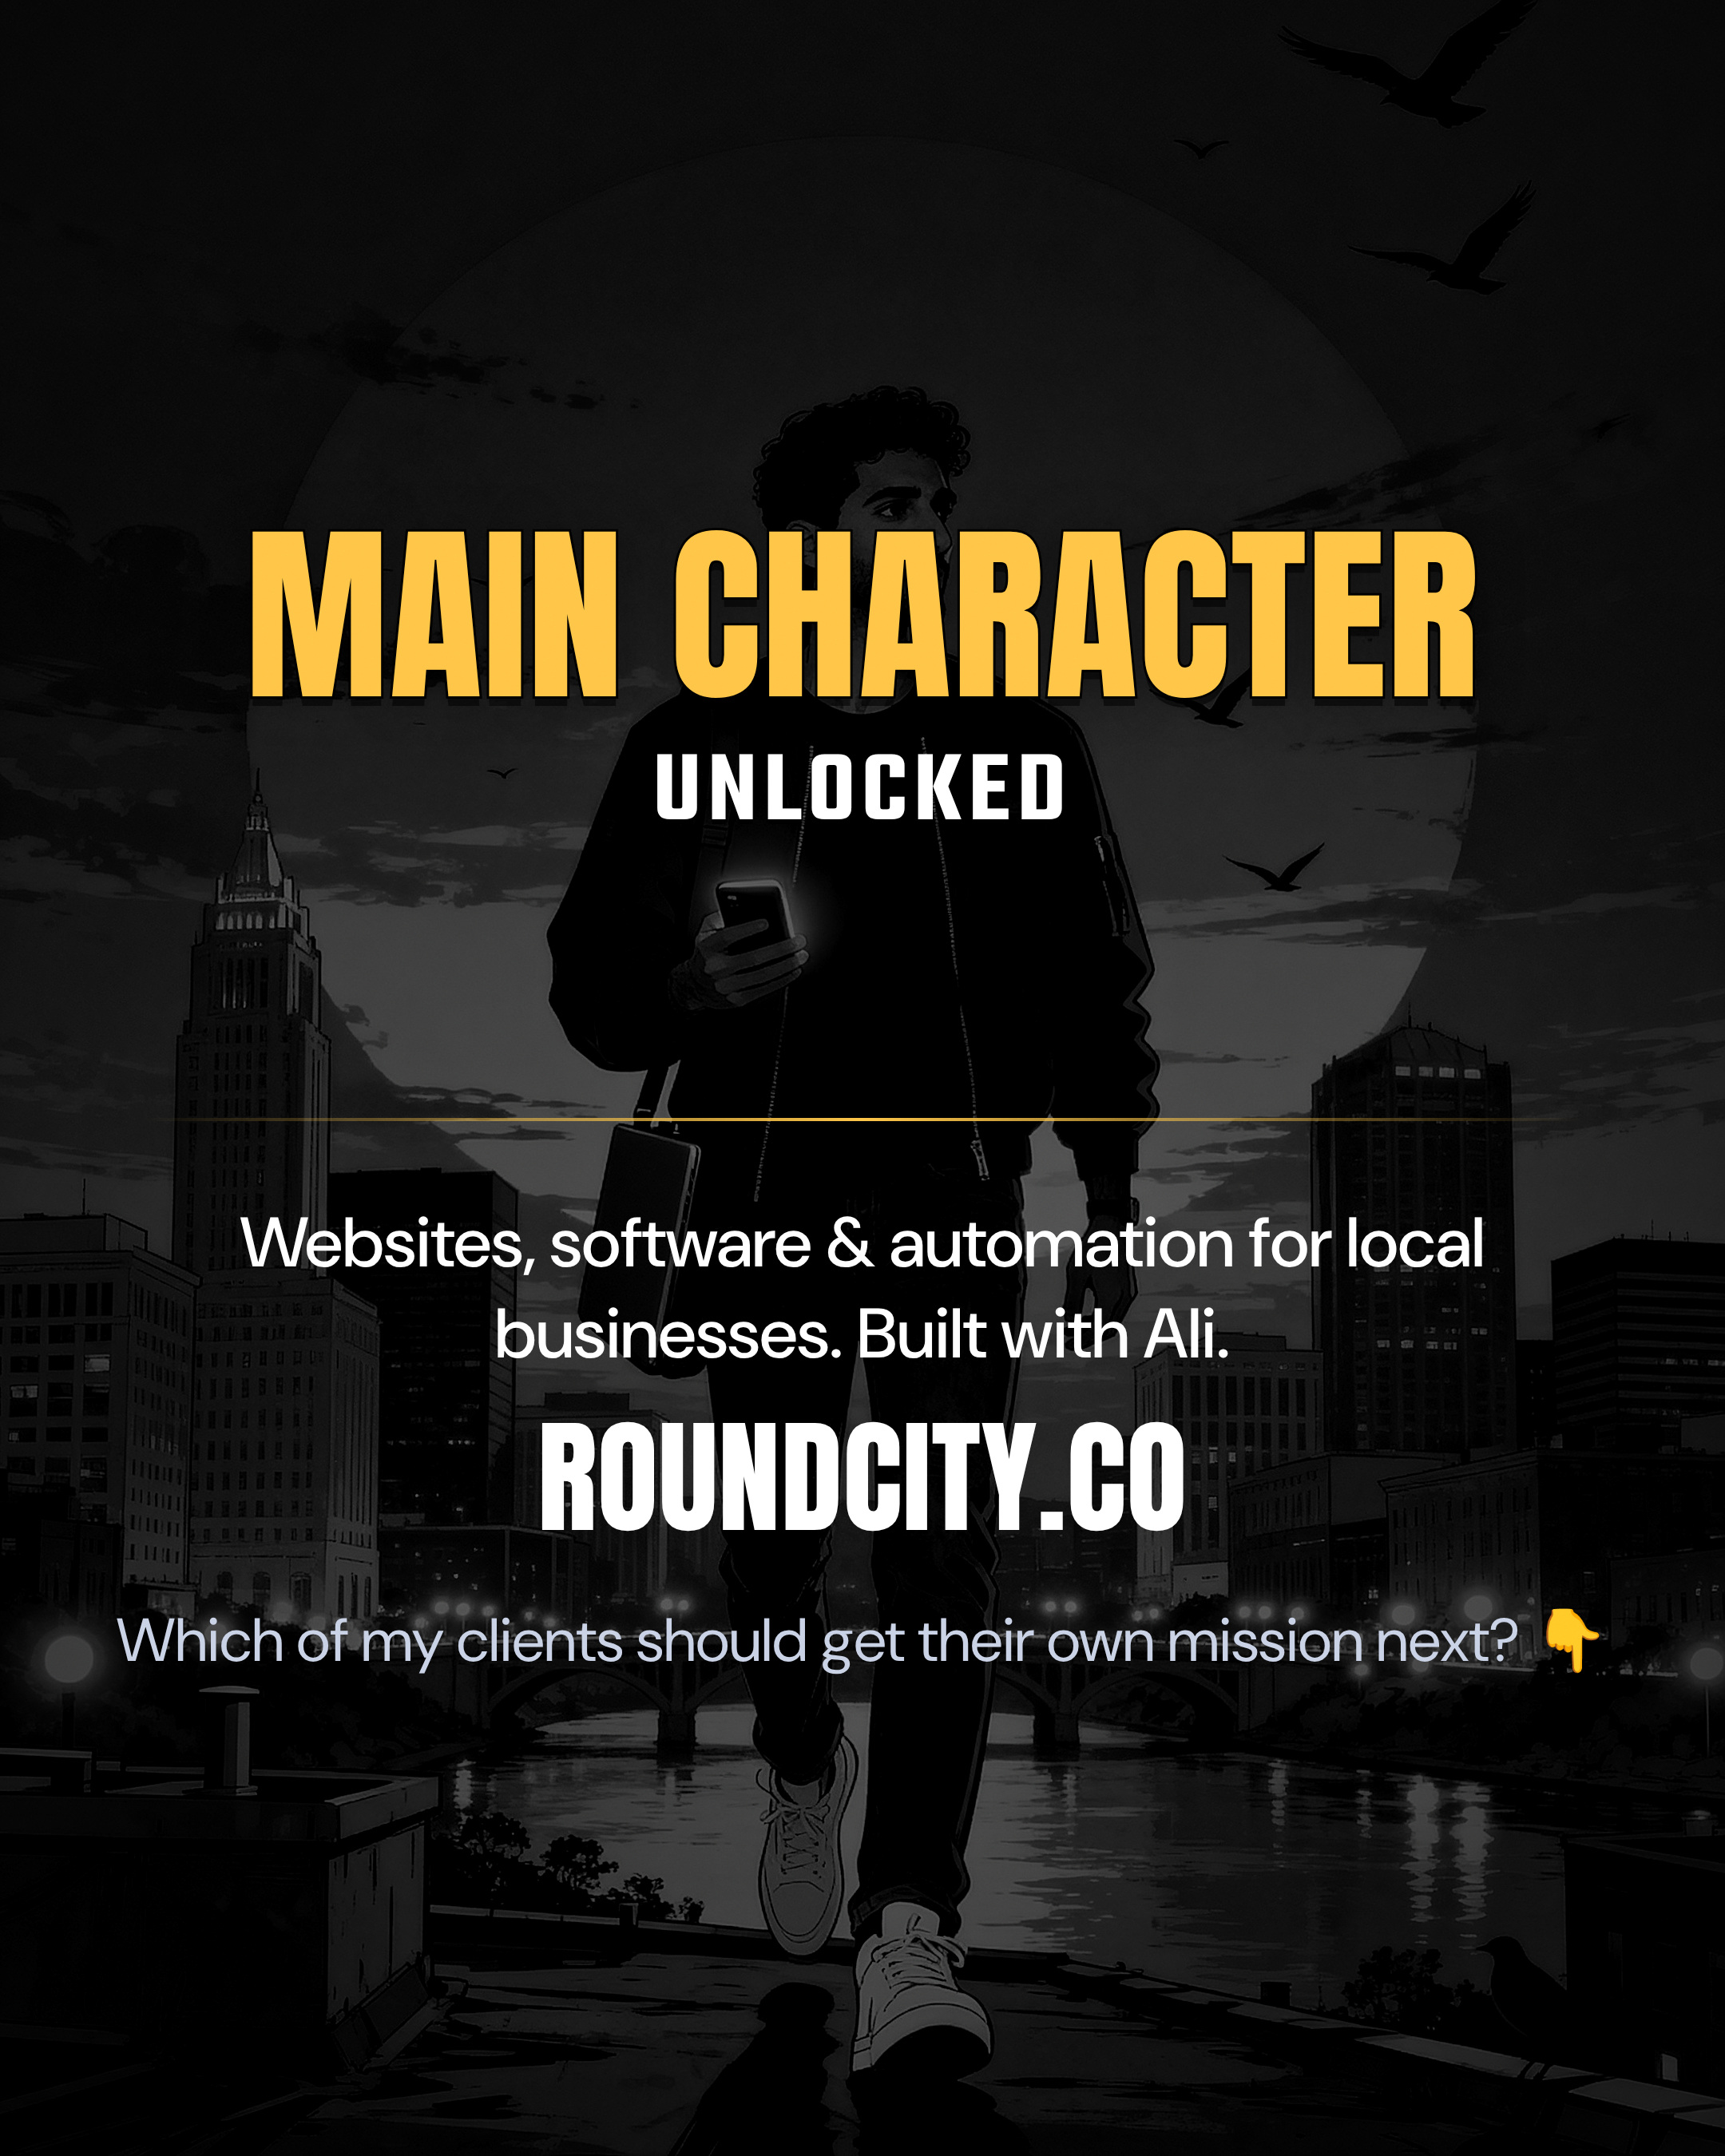 MAIN CHARACTER
UNLOCKED
Websites, software & automation for local
businesses. Built with Ali.
ROUNDCITY.CO
Which of my clients should get their own mission next? 👇